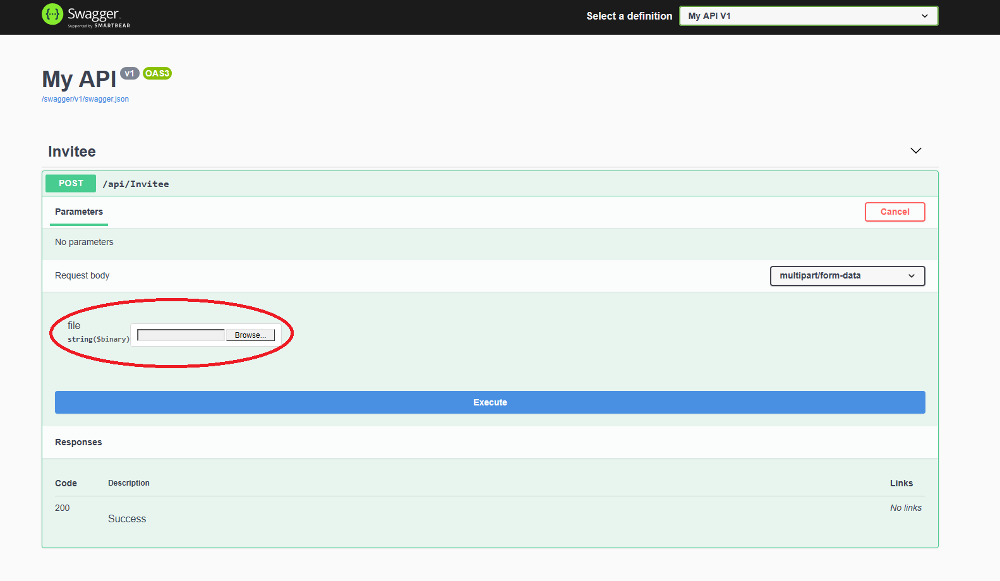 Swagger
Supported by SMARTBEAR
Select a definition
My API V1
My API v1 OAS3
/swagger/v1/swagger.json
Invitee
POST /api/Invitee
Parameters
Cancel
No parameters
Request body
multipart/form-data
file
string($binary)
Browse...
Execute
Responses
Code Description Links
200 Success No links